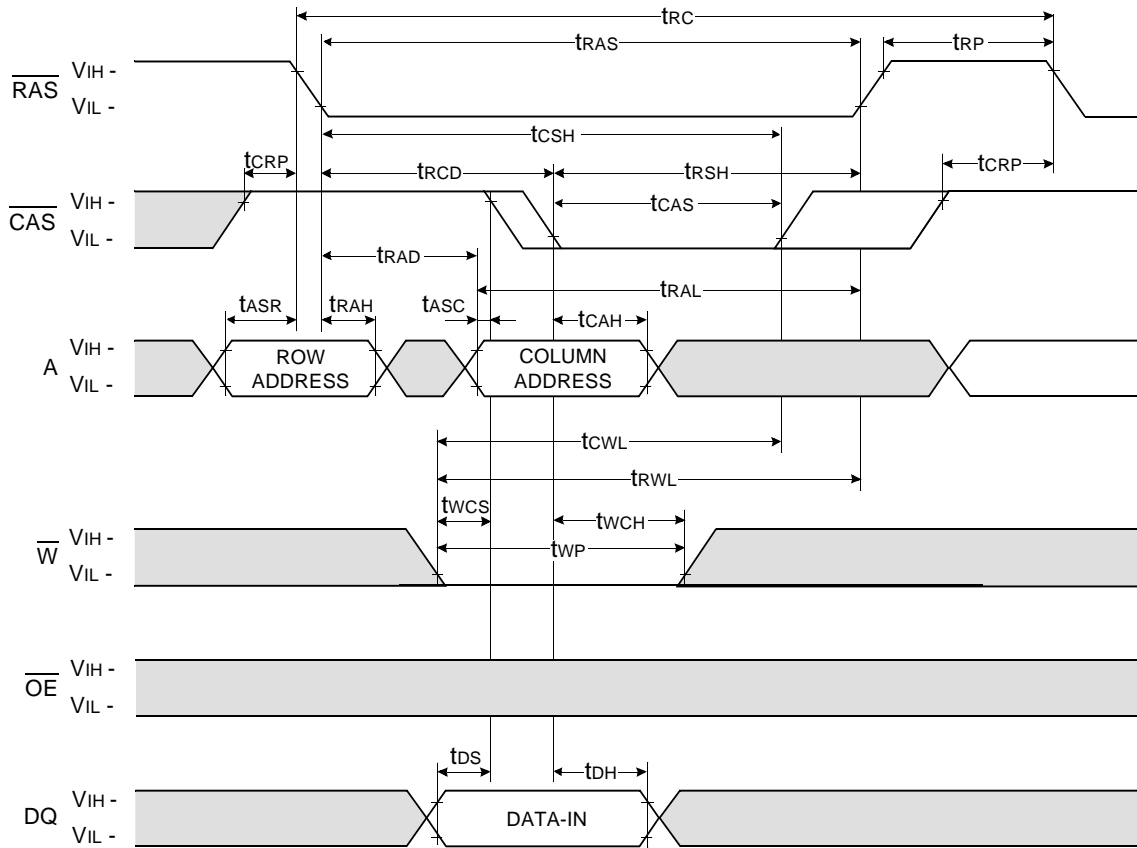 tRC
tRAS
tRP
RAS
VIH -
VIL -
tCSH
tCRP
tRCD
tRSH
tCRP
CAS
VIH -
VIL -
tCAS
tRAD
tRAL
tASR
tRAH
tASC
tCAH
A
VIH -
VIL -
ROW
ADDRESS
COLUMN
ADDRESS
tCWL
tRWL
tWCS
tWCH
W
VIH -
VIL -
tWP
OE
VIH -
VIL -
tDS
tDH
DQ
VIH -
VIL -
DATA-IN